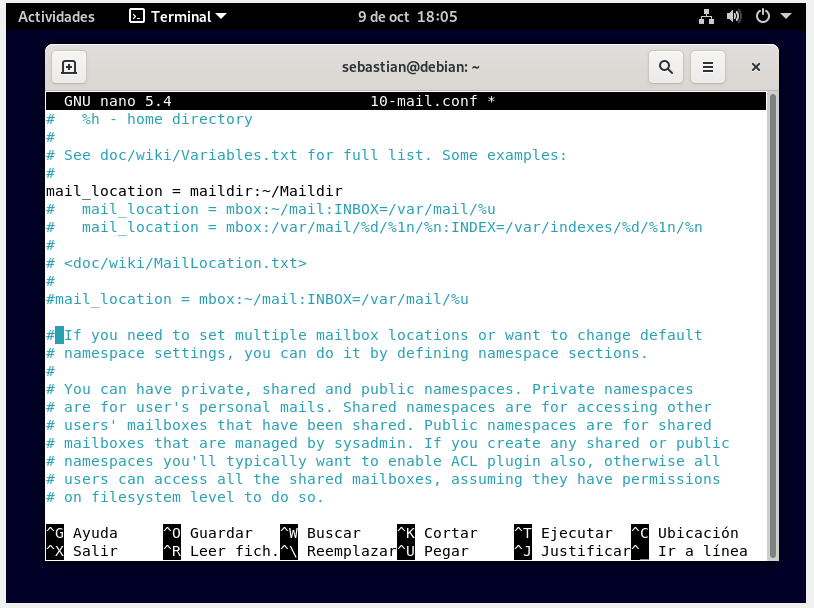 Actividades Terminal 9 de oct 18:05
sebastian@debian: ~
GNU nano 5.4 10-mail.conf *
#   %h - home directory
#
# See doc/wiki/Variables.txt for full list. Some examples:
#
mail_location = maildir:~/Maildir
#   mail_location = mbox:~/mail:INBOX=/var/mail/%u
#   mail_location = mbox:/var/mail/%d/%1n/%n:INDEX=/var/indexes/%d/%1n/%n
#
# <doc/wiki/MailLocation.txt>
#
#mail_location = mbox:~/mail:INBOX=/var/mail/%u
# If you need to set multiple mailbox locations or want to change default
# namespace settings, you can do it by defining namespace sections.
#
# You can have private, shared and public namespaces. Private namespaces
# are for user's personal mails. Shared namespaces are for accessing other
# users' mailboxes that have been shared. Public namespaces are for shared
# mailboxes that are managed by sysadmin. If you create any shared or public
# namespaces you'll typically want to enable ACL plugin also, otherwise all
# users can access all the shared mailboxes, assuming they have permissions
# on filesystem level to do so.
^G Ayuda ^O Guardar ^W Buscar ^K Cortar ^T Ejecutar ^C Ubicación
^X Salir ^R Leer fich. ^\ Reemplazar ^U Pegar ^J Justificar ^_ Ir a línea